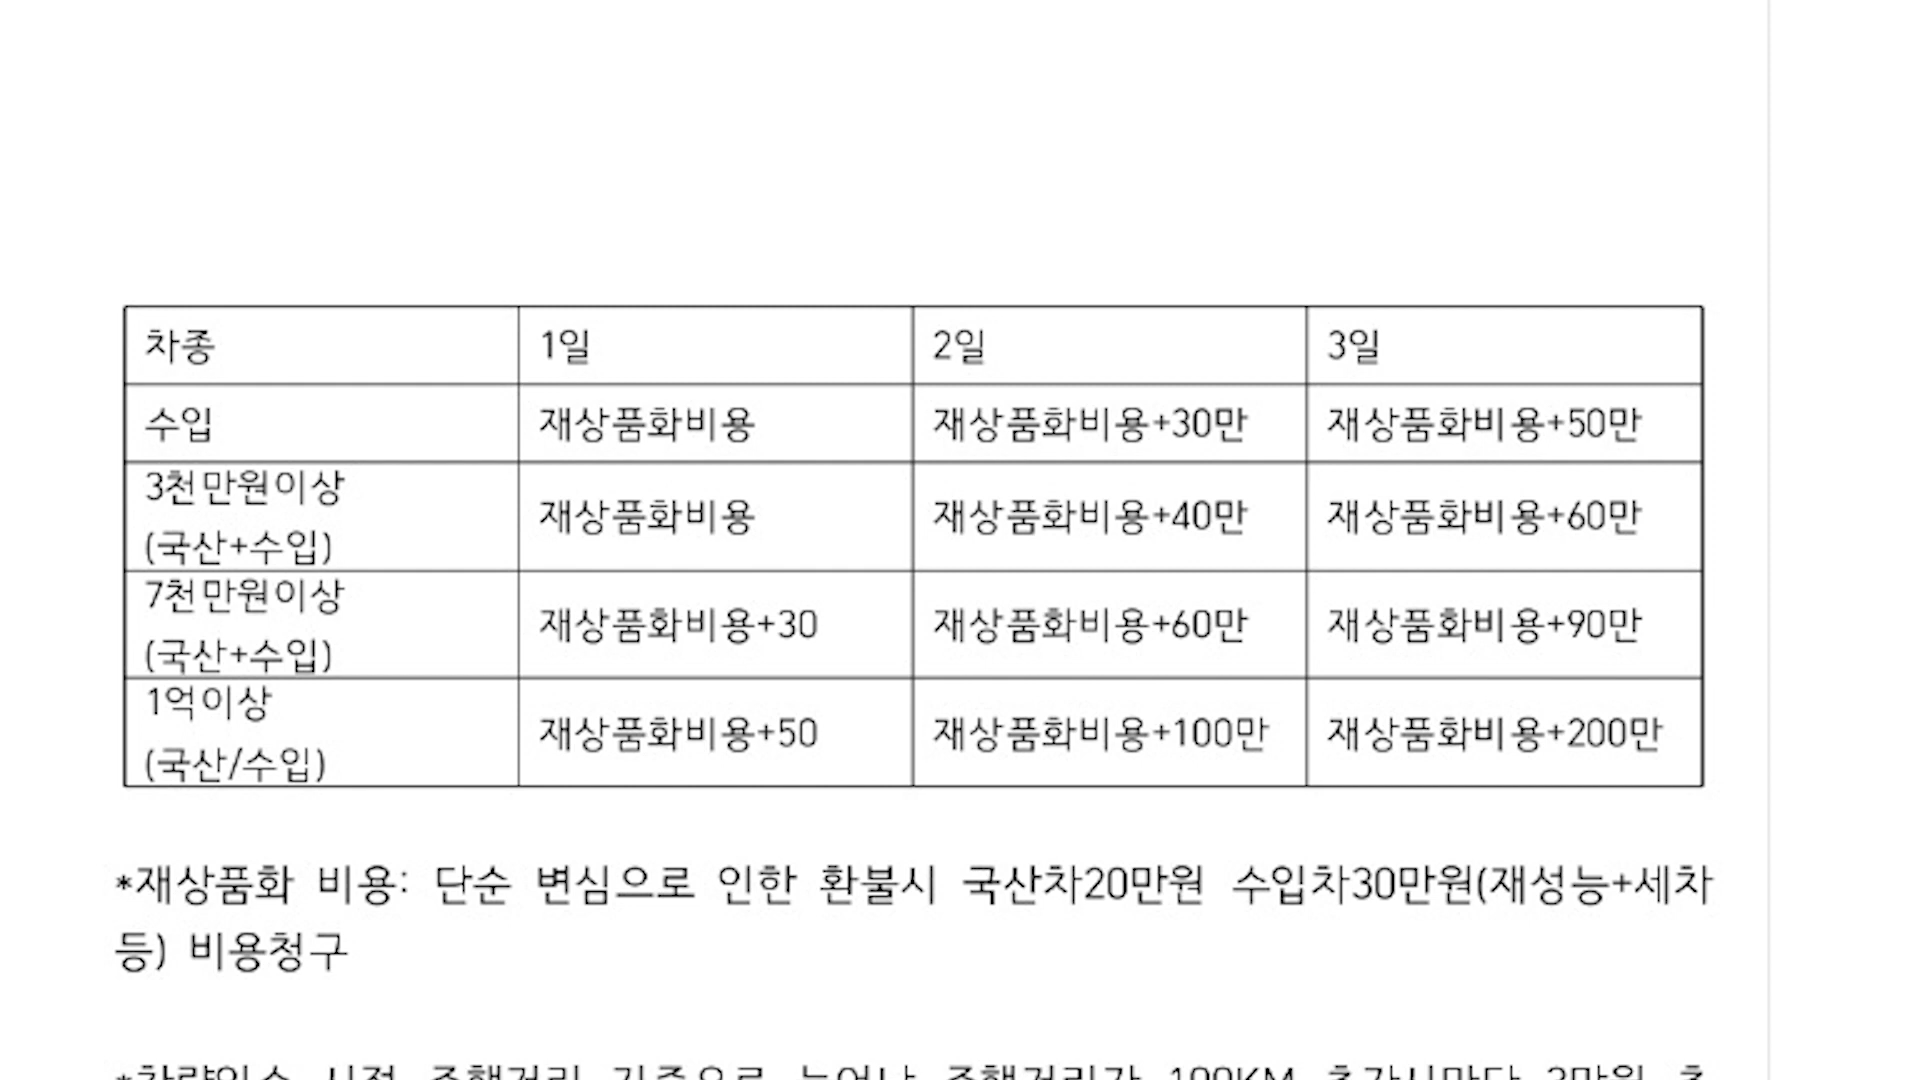 차종 1일 2일 3일
수입 재상품화비용 재상품화비용+30만 재상품화비용+50만
3천만원이상
(국산+수입) 재상품화비용 재상품화비용+40만 재상품화비용+60만
7천만원이상
(국산+수입) 재상품화비용+30 재상품화비용+60만 재상품화비용+90만
1억이상
(국산/수입) 재상품화비용+50 재상품화비용+100만 재상품화비용+200만
*재상품화 비용: 단순 변심으로 인한 환불시 국산차20만원 수입차30만원(재성능+세차
등) 비용청구